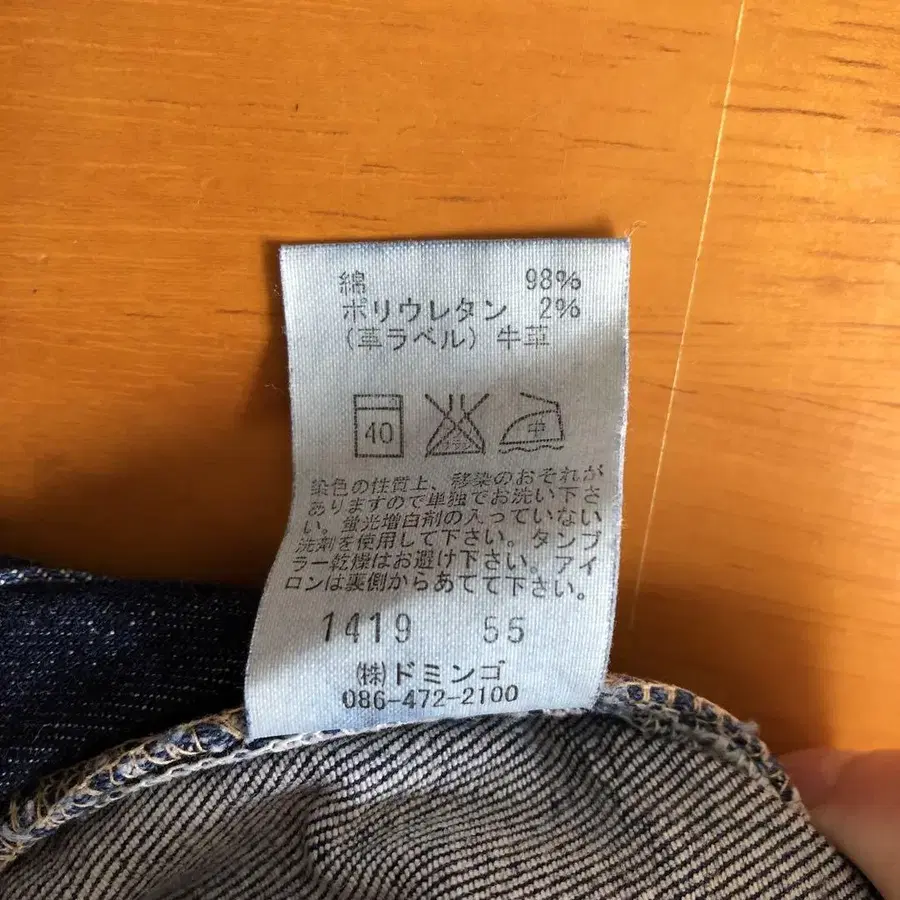 綿 98%
ポリウレタン 2%
(革ラベル) 牛革
40 中
染色の性質上、移染のおそれが
ありますので単独でお洗い下さ
い。蛍光増白剤の入っていない
洗剤を使用して下さい。タンブ
ラー乾燥はお避け下さい。アイ
ロンは裏側からあてて下さい。
1419 55
㈱ドミンゴ
086-472-2100